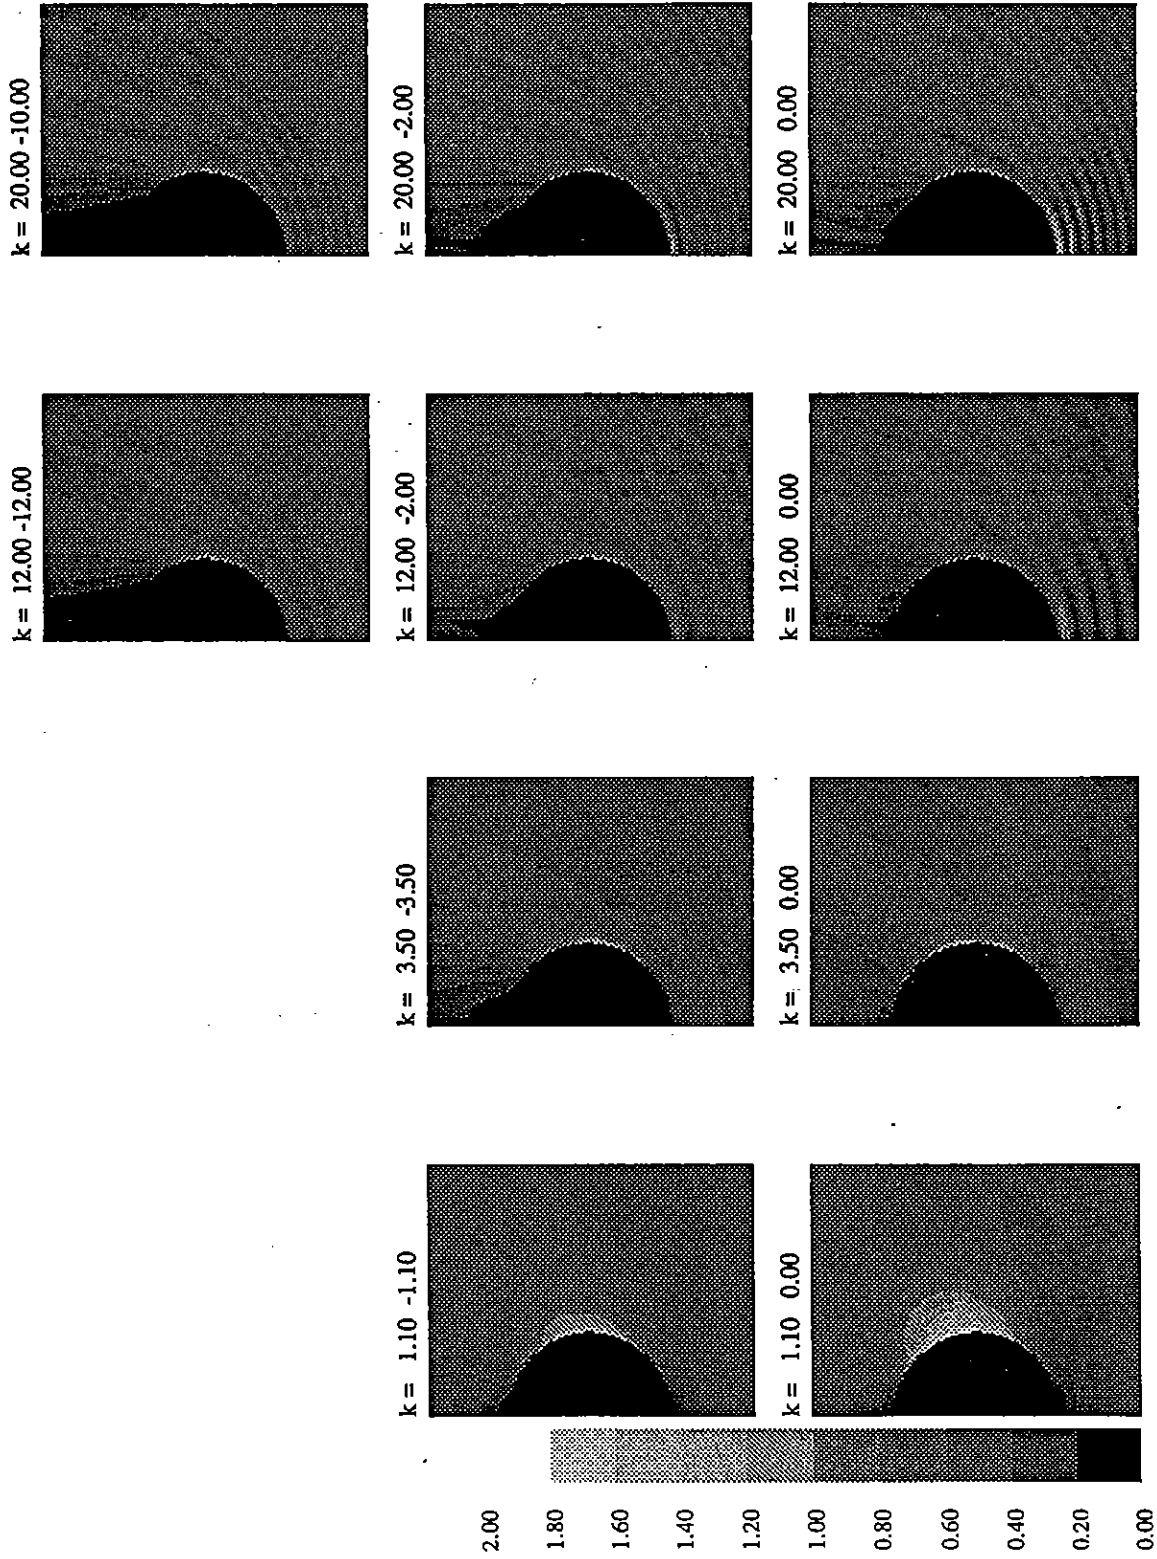 k = 20.00 -10.00
k = 20.00 -2.00
k = 20.00 0.00
k = 12.00 -12.00
k = 12.00 -2.00
k = 12.00 0.00
k = 3.50 -3.50
k = 3.50 0.00
k = 1.10 -1.10
k = 1.10 0.00
2.00
1.80
1.60
1.40
1.20
1.00
0.80
0.60
0.40
0.20
0.00